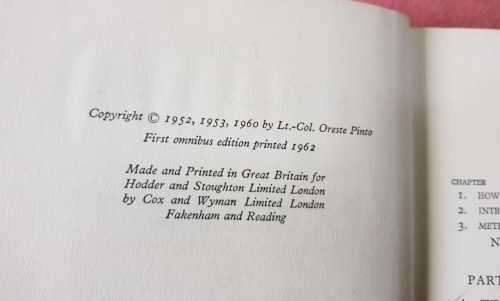 Copyright © 1952, 1953, 1960 by Lt.-Col. Oreste Pinto
First omnibus edition printed 1962
Made and Printed in Great Britain for
Hodder and Stoughton Limited London
by Cox and Wyman Limited London
Fakenham and Reading
CHAPTER
1. HOW
2. INTR
3. METH
N
PART